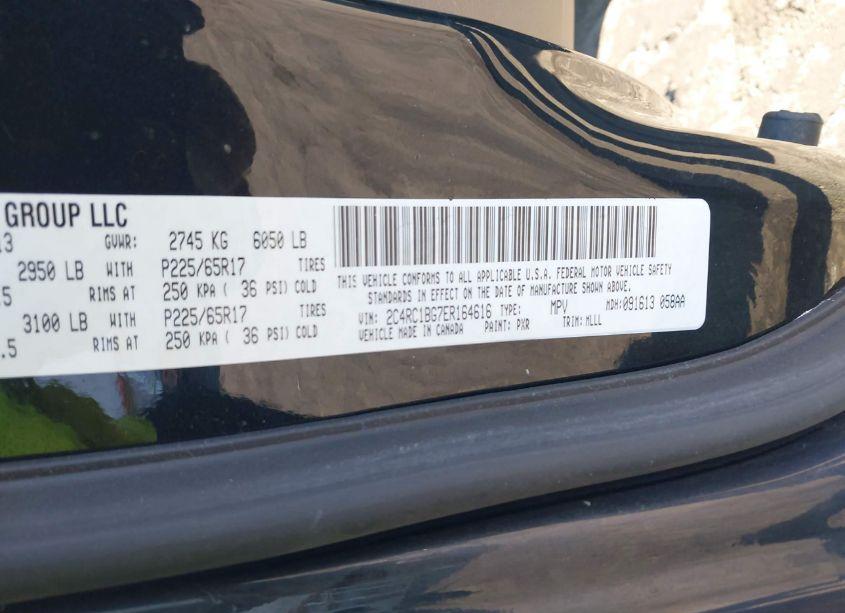 GROUP LLC
13 GVWR: 2745 KG 6050 LB
2950 LB WITH P225/65R17 TIRES
.5 RIMS AT 250 KPA ( 36 PSI) COLD
3100 LB WITH P225/65R17 TIRES
.5 RIMS AT 250 KPA ( 36 PSI) COLD
THIS VEHICLE CONFORMS TO ALL APPLICABLE U.S.A. FEDERAL MOTOR VEHICLE SAFETY
STANDARDS IN EFFECT ON THE DATE OF MANUFACTURE SHOWN ABOVE.
VIN: 2C4RC1BG7ER164616 TYPE: MPV MDH: 091613 058AA
VEHICLE MADE IN CANADA PAINT: PXR TRIM: MLLL